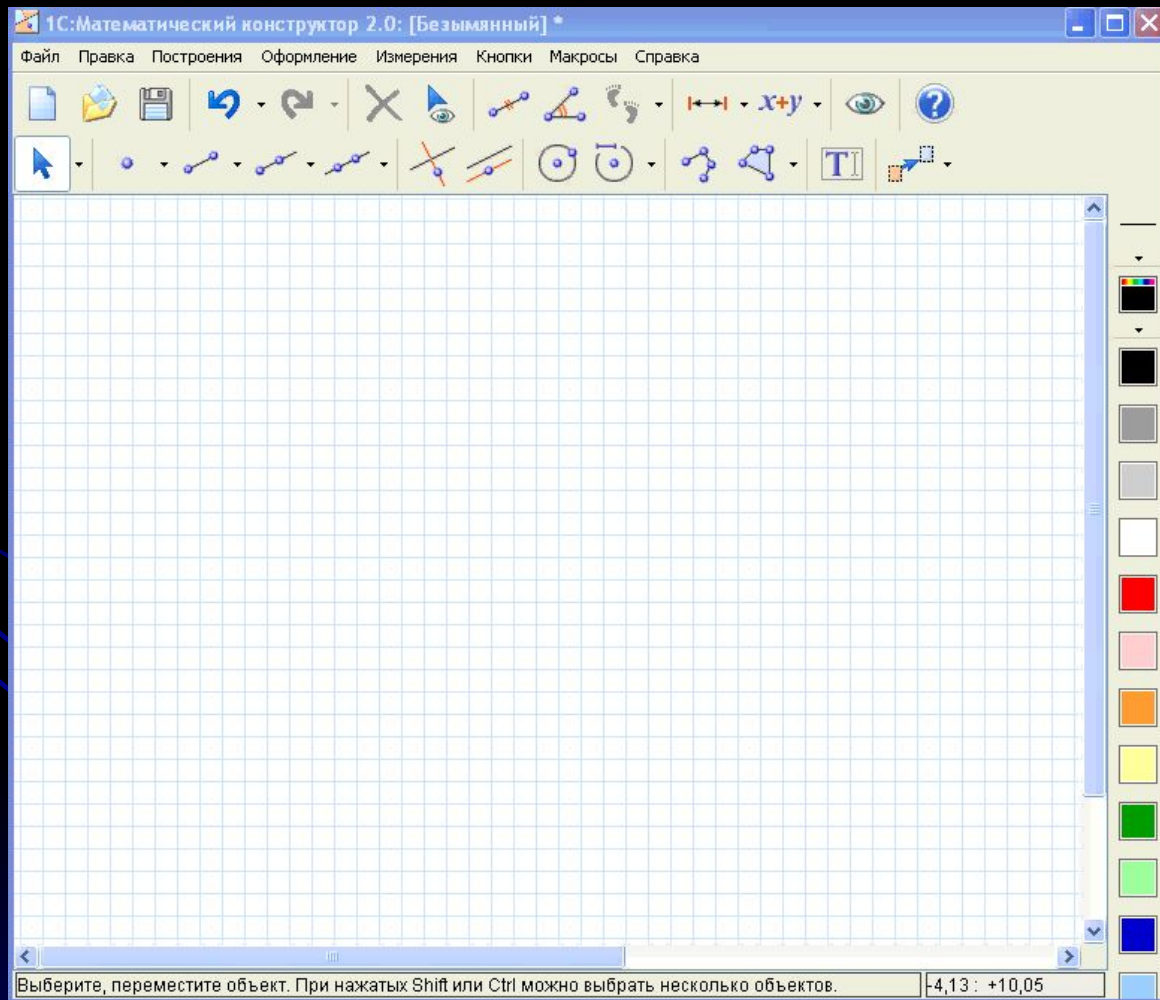 1С:Математический конструктор 2.0: [Безымянный] *
Файл Правка Построения Оформление Измерения Кнопки Макросы Справка
x+y
?
T
Выберите, переместите объект. При нажатых Shift или Ctrl можно выбрать несколько объектов. -4,13 : +10,05